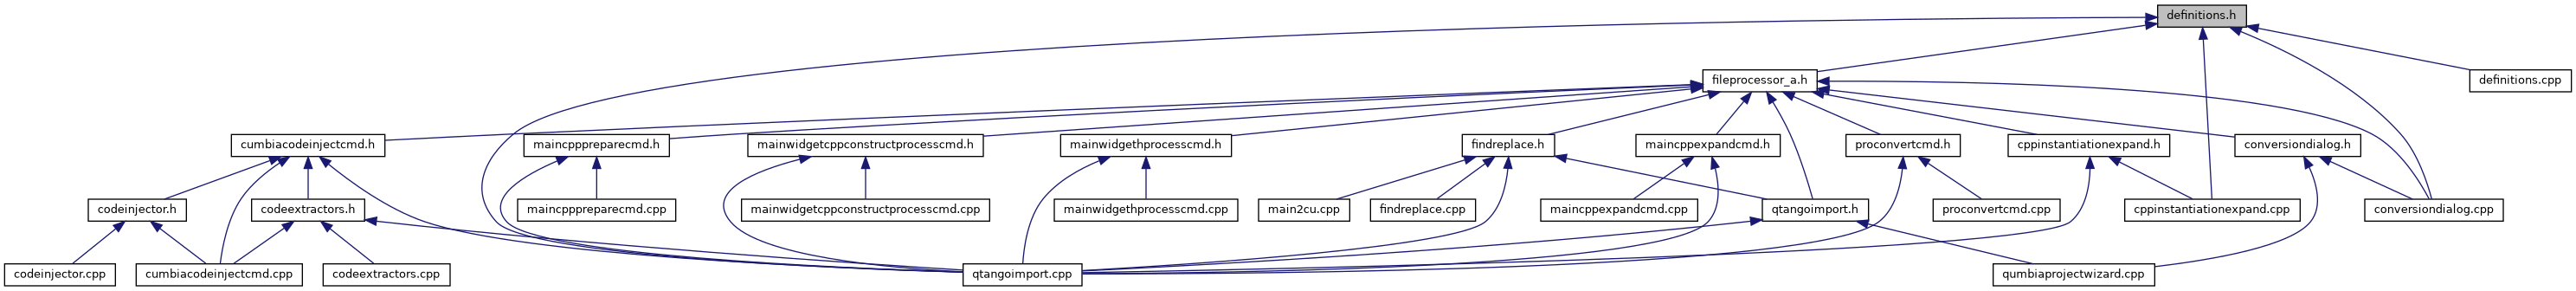 definitions.h
fileprocessor_a.h
definitions.cpp
cumbiacodeinjectcmd.h
maincpppreparecmd.h
mainwidgetcppconstructprocesscmd.h
mainwidgethprocesscmd.h
findreplace.h
maincppexpandcmd.h
proconvertcmd.h
cppinstantiationexpand.h
conversiondialog.h
codeinjector.h
codeextractors.h
maincpppreparecmd.cpp
mainwidgetcppconstructprocesscmd.cpp
mainwidgethprocesscmd.cpp
main2cu.cpp
findreplace.cpp
maincppexpandcmd.cpp
qtangoimport.h
proconvertcmd.cpp
cppinstantiationexpand.cpp
conversiondialog.cpp
codeinjector.cpp
cumbiacodeinjectcmd.cpp
codeextractors.cpp
qtangoimport.cpp
qumbiaprojectwizard.cpp